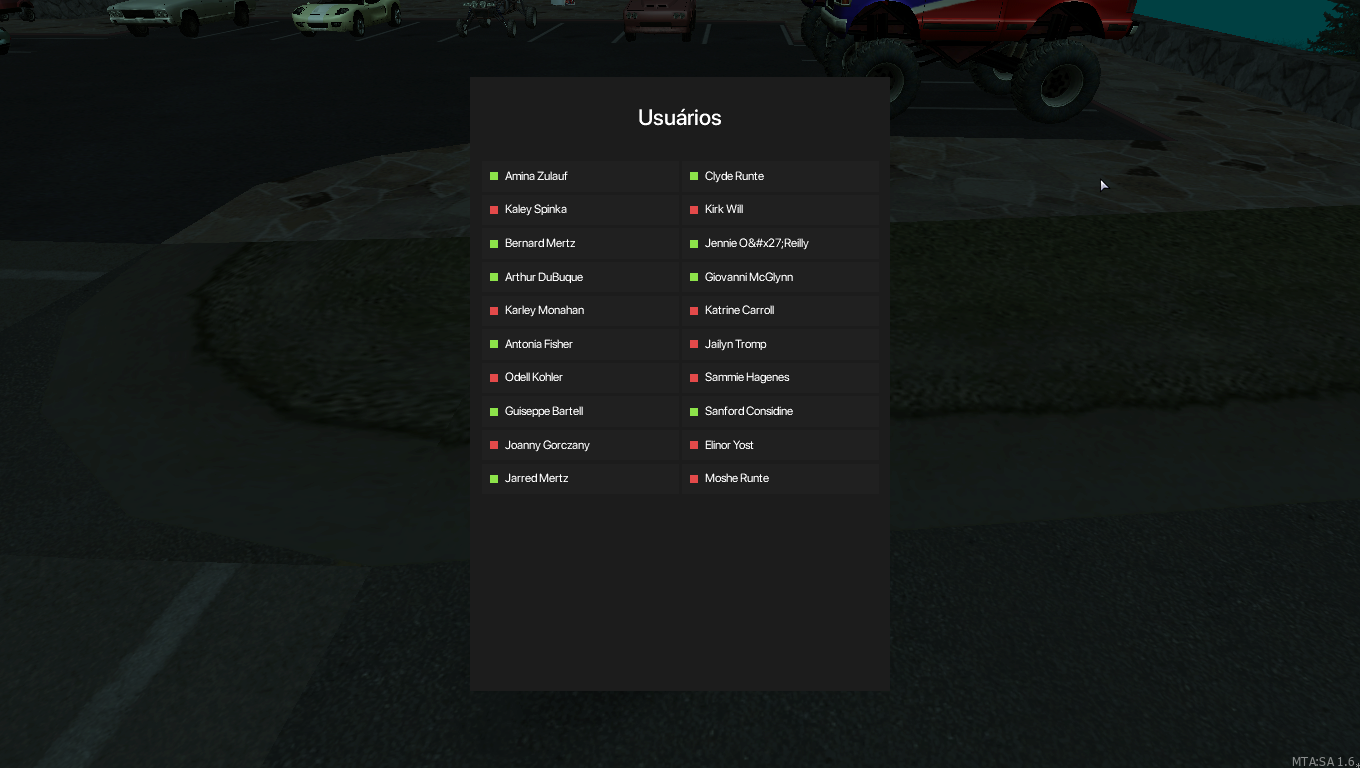 Usuários
Amina Zulauf
Clyde Runte
Kaley Spinka
Kirk Will
Bernard Mertz
Jennie O&#x27;Reilly
Arthur DuBuque
Giovanni McGlynn
Karley Monahan
Katrine Carroll
Antonia Fisher
Jailyn Tromp
Odell Kohler
Sammie Hagenes
Guiseppe Bartell
Sanford Considine
Joanny Gorczany
Elinor Yost
Jarred Mertz
Moshe Runte
MTA:SA 1.6